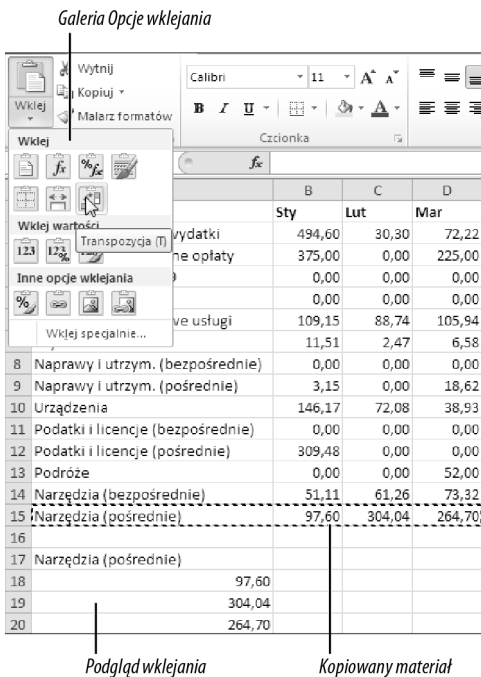 Galeria Opcje wklejania
Wytnij
Kopiuj
Malarz formatów
Wklej
Calibri
11
A A
B I U
A
Czcionka
Wklej
fx
%fx
fx
Wklej wartości
Transpozycja (T)
123 123%
Inne opcje wklejania
%
Wklej specjalnie...
B C D
Sty Lut Mar
wydatki 494,60 30,30 72,22
ne opłaty 375,00 0,00 225,00
0,00 0,00 0,00
0,00 0,00 0,00
we usługi 109,15 88,74 105,94
11,51 2,47 6,58
8 Naprawy i utrzym. (bezpośrednie) 0,00 0,00 0,00
9 Naprawy i utrzym. (pośrednie) 3,15 0,00 18,62
10 Urządzenia 146,17 72,08 38,93
11 Podatki i licencje (bezpośrednie) 0,00 0,00 0,00
12 Podatki i licencje (pośrednie) 309,48 0,00 0,00
13 Podróże 0,00 0,00 52,00
14 Narzędzia (bezpośrednie) 51,11 61,26 73,32
15 Narzędzia (pośrednie) 97,60 304,04 264,70
16
17 Narzędzia (pośrednie)
18 97,60
19 304,04
20 264,70
Podgląd wklejania
Kopiowany materiał